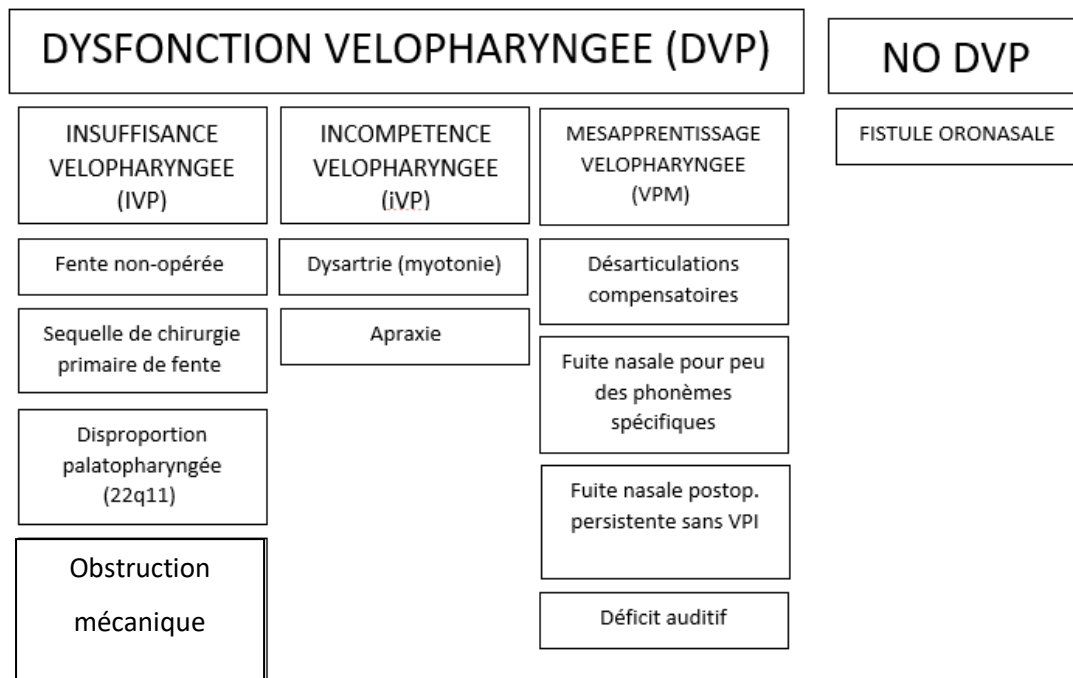 DYSFONCTION VELOPHARYNGEE (DVP)
NO DVP
INSUFFISANCE
VELOPHARYNGEE
(IVP)
Fente non-opérée
Sequelle de chirurgie
primaire de fente
Disproportion
palatopharyngée
(22q11)
Obstruction
mécanique
INCOMPETENCE
VELOPHARYNGEE
(iVP)
Dysartrie (myotonie)
Apraxie
MESAPPRENTISSAGE
VELOPHARYNGEE
(VPM)
Désarticulations
compensatoires
Fuite nasale pour peu
des phonèmes
spécifiques
Fuite nasale postop.
persistente sans VPI
Déficit auditif
FISTULE ORONASALE